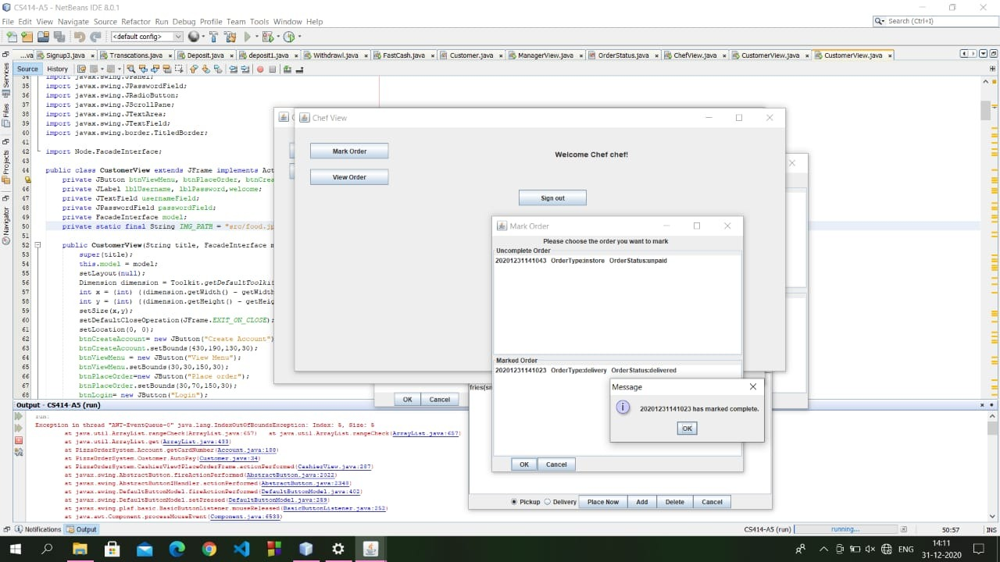 CS414-A5 - NetBeans IDE 8.0.1
File Edit View Navigate Source Refactor Run Debug Profile Team Tools Window Help
Search (Ctrl+I)
<default config>
...va Signup3.java Transcations.java Deposit.java deposit1.java Withdrawl.java FastCash.java Customer.java ManagerView.java OrderStatus.java ChefView.java CustomerView.java CustomerView.java
Source History
Services
Files
Projects
Navigator
34 import javax.swing.JPanel;
35 import javax.swing.JPasswordField;
36 import javax.swing.JRadioButton;
37 import javax.swing.JScrollPane;
38 import javax.swing.JTextArea;
39 import javax.swing.JTextField;
40 import javax.swing.border.TitledBorder;
41
42 import Node.FacadeInterface;
43
44 public class CustomerView extends JFrame implements Act
private JButton btnViewMenu, btnPlaceOrder, btnCrea
46 private JLabel lblUsername, lblPassword,welcome;
47 private JTextField usernameField;
48 private JPasswordField passwordField;
49 private FacadeInterface model;
50 private static final String IMG_PATH = "src/food.jp
51
52 public CustomerView(String title, FacadeInterface m
53 super(title);
54 this.model = model;
55 setLayout(null);
56 Dimension dimension = Toolkit.getDefaultToolkit
57 int x = (int) ((dimension.getWidth() - getWidth
58 int y = (int) ((dimension.getHeight() - getHeig
59 setSize(x,y);
60 setDefaultCloseOperation(JFrame.EXIT_ON_CLOSE);
61 setLocation(0, 0);
62 btnCreateAccount= new JButton("Create Account")
63 btnCreateAccount.setBounds(430,190,130,30);
64 btnViewMenu = new JButton("View Menu");
65 btnViewMenu.setBounds(30,30,150,30);
66 btnPlaceOrder=new JButton("Place order");
67 btnPlaceOrder.setBounds(30,70,150,30);
68 btnLogin= new JButton("Login");
Chef View
Mark Order
View Order
Welcome Chef chef!
Sign out
Mark Order
Please choose the order you want to mark
Uncomplete Order
20201231141043 OrderType:instore OrderStatus:unpaid
Marked Order
20201231141023 OrderType:delivery OrderStatus:delivered
Message
20201231141023 has marked complete.
OK
OK Cancel
OK Cancel
fries(sn
Pickup Delivery Place Now Add Delete Cancel
Output - CS414-A5 (run)
run:
Exception in thread "AWT-EventQueue-0" java.lang.IndexOutOfBoundsException: Index: 5, Size: 5
at java.util.ArrayList.rangeCheck(ArrayList.java:657) at java.util.ArrayList.rangeCheck(ArrayList.java:657)
at java.util.ArrayList.get(ArrayList.java:433)
at PizzaOrderSystem.Account.getCardNumber(Account.java:188)
at PizzaOrderSystem.Customer.AutoPay(Customer.java:34)
at PizzaOrderSystem.CashierView$PlaceOrderFrame.actionPerformed(CashierView.java:287)
at javax.swing.AbstractButton.fireActionPerformed(AbstractButton.java:2022)
at javax.swing.AbstractButton$Handler.actionPerformed(AbstractButton.java:2348)
at javax.swing.DefaultButtonModel.fireActionPerformed(DefaultButtonModel.java:402)
at javax.swing.DefaultButtonModel.setPressed(DefaultButtonModel.java:259)
at javax.swing.plaf.basic.BasicButtonListener.mouseReleased(BasicButtonListener.java:252)
at java.awt.Component.processMouseEvent(Component.java:6533)
Notifications Output
CS414-A5 (run) running... 50:57 INS
ENG
14:11
31-12-2020